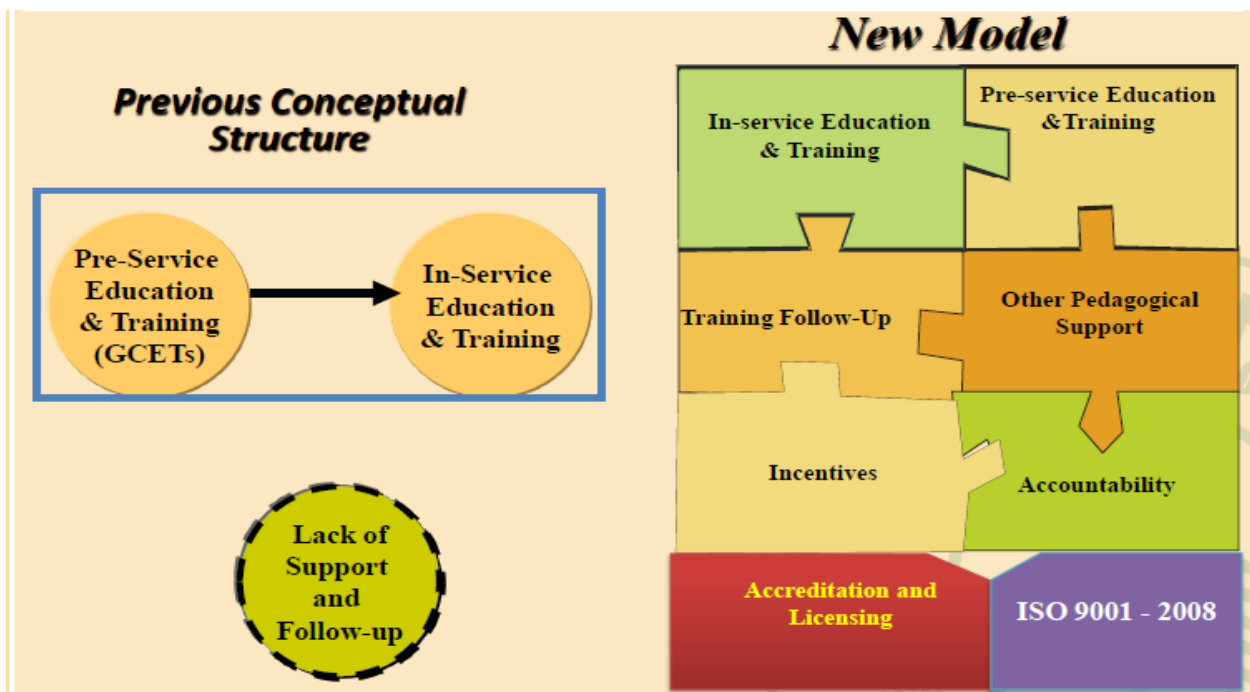 Previous Conceptual
Structure
Pre-Service
Education
& Training
(GCETs)
In-Service
Education
& Training
Lack of
Support
and
Follow-up
New Model
In-service Education
& Training
Pre-service Education
&Training
Training Follow-Up
Other Pedagogical
Support
Incentives
Accountability
Accreditation and
Licensing
ISO 9001 - 2008